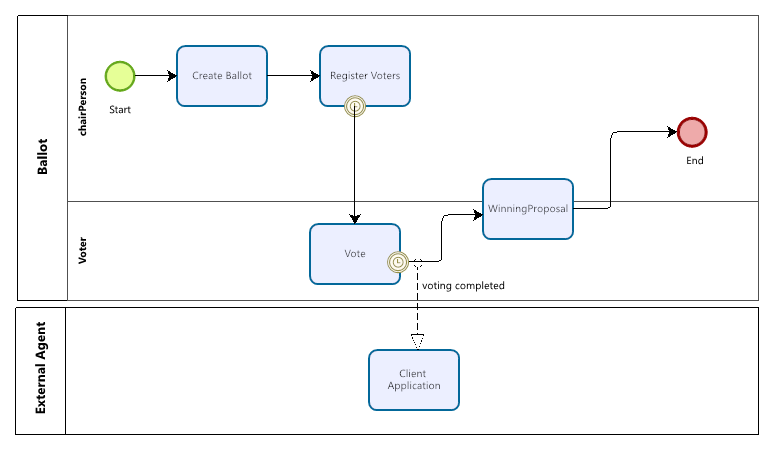 Ballot
chairPerson
Start
Create Ballot
Register Voters
End
Voter
Vote
WinningProposal
voting completed
External Agent
Client
Application